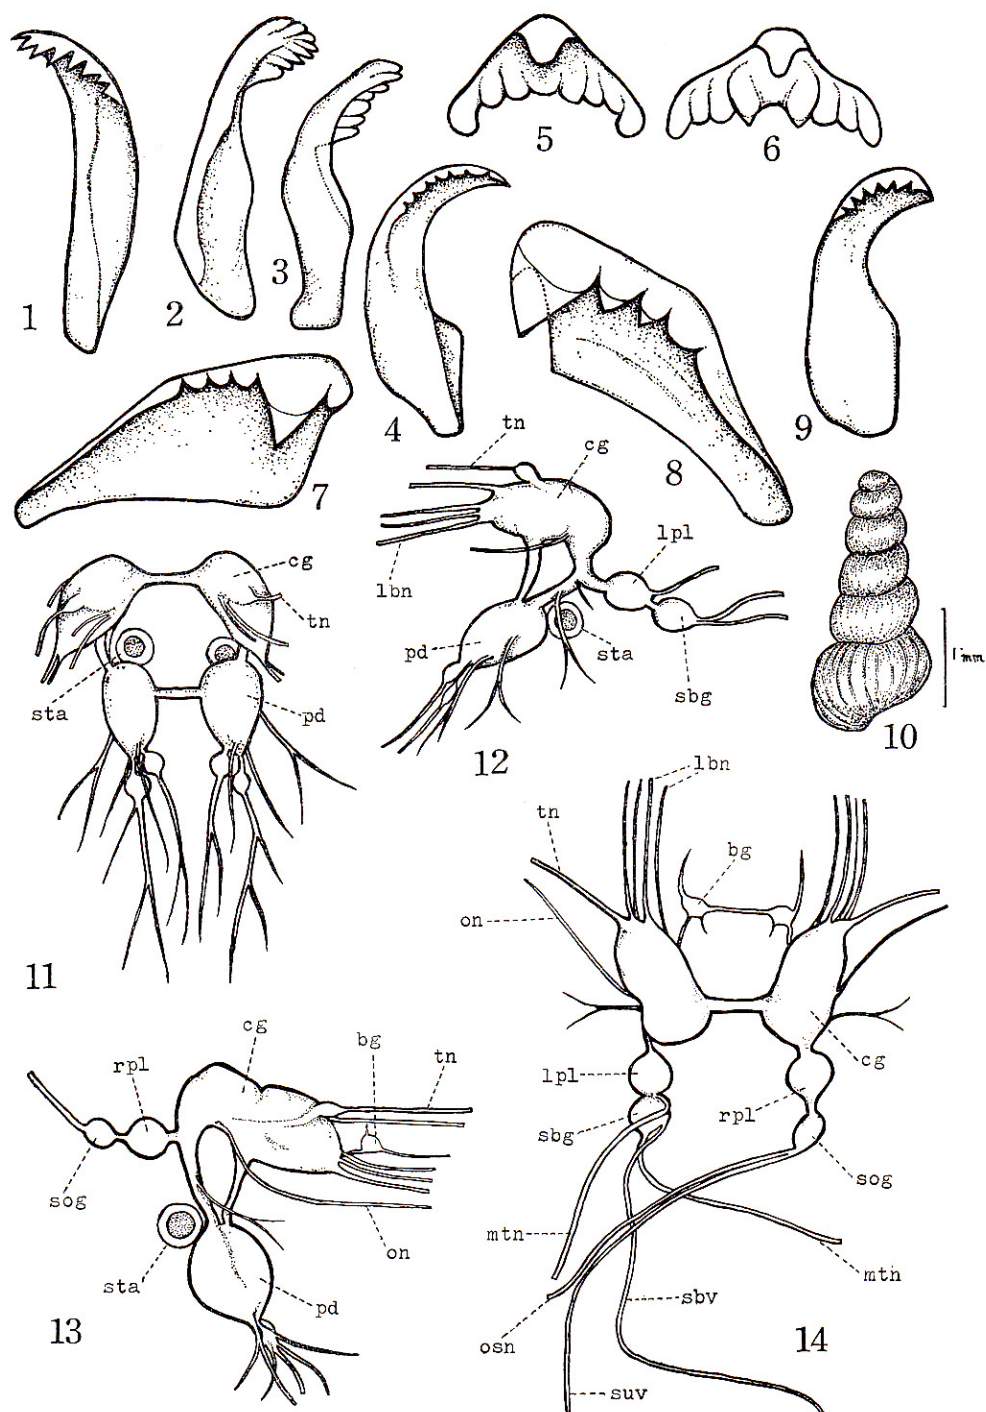 1
2
3
4
5
6
7
8
9
tn
cg
lbn
lpl
pd
sta
sbg
12
1mm
10
cg
tn
sta
pd
11
lbn
tn
bg
on
cg
lpl
rpl
sbg
sog
mtn
mtn
sbv
osn
suv
14
cg
rpl
bg
tn
sog
on
sta
pd
13